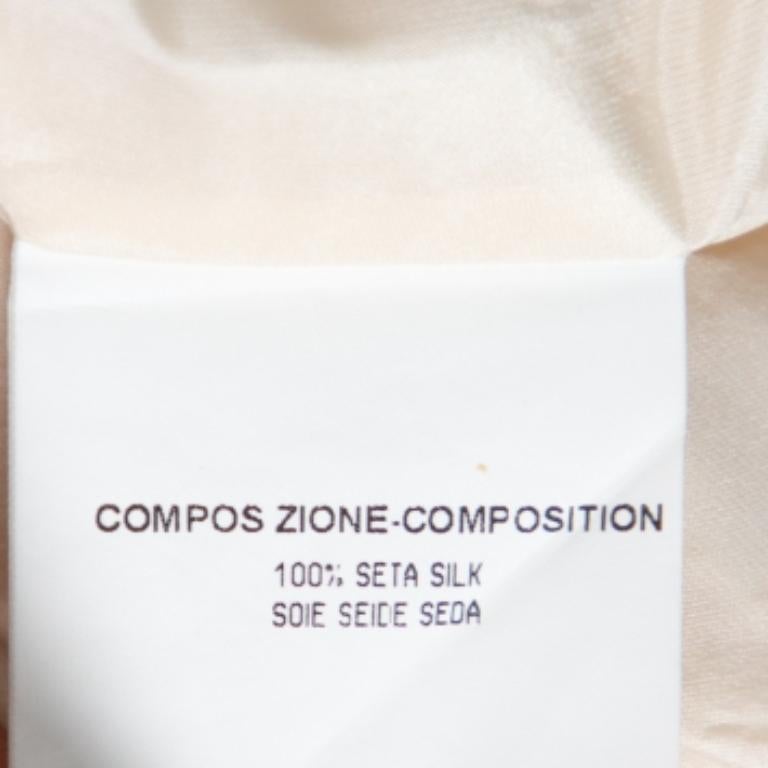 COMPOS ZIONE-COMPOSITION
100% SETA SILK
SOIE SEIDE SEDA